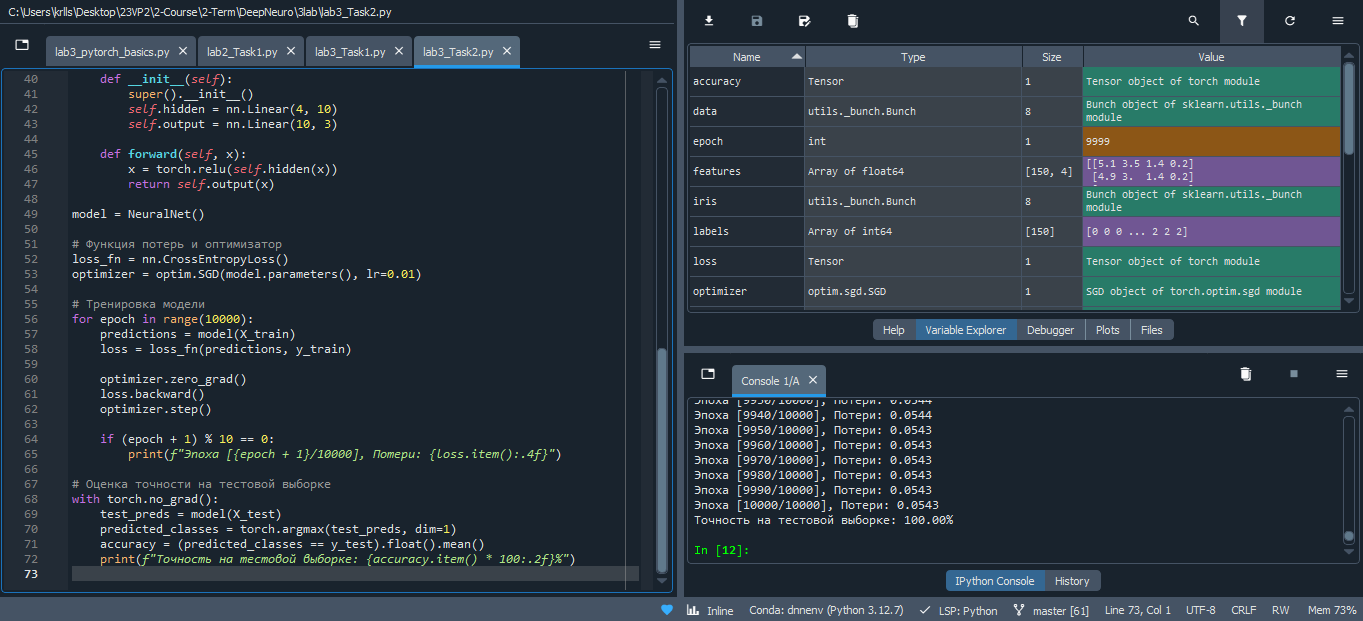 C:\Users\krlls\Desktop\23VP2\2-Course\2-Term\DeepNeuro\3lab\lab3_Task2.py
lab3_pytorch_basics.py
lab2_Task1.py
lab3_Task1.py
lab3_Task2.py
40 def __init__(self):
41 super().__init__()
42 self.hidden = nn.Linear(4, 10)
43 self.output = nn.Linear(10, 3)
44
45 def forward(self, x):
46 x = torch.relu(self.hidden(x))
47 return self.output(x)
48
49 model = NeuralNet()
50
51 # Функция потерь и оптимизатор
52 loss_fn = nn.CrossEntropyLoss()
53 optimizer = optim.SGD(model.parameters(), lr=0.01)
54
55 # Тренировка модели
56 for epoch in range(10000):
57 predictions = model(X_train)
58 loss = loss_fn(predictions, y_train)
59
60 optimizer.zero_grad()
61 loss.backward()
62 optimizer.step()
63
64 if (epoch + 1) % 10 == 0:
65 print(f"Эпоха [{epoch + 1}/10000], Потери: {loss.item():.4f}")
66
67 # Оценка точности на тестовой выборке
68 with torch.no_grad():
69 test_preds = model(X_test)
70 predicted_classes = torch.argmax(test_preds, dim=1)
71 accuracy = (predicted_classes == y_test).float().mean()
72 print(f"Точность на тестовой выборке: {accuracy.item() * 100:.2f}%")
73
Name Type Size Value
accuracy Tensor 1 Tensor object of torch module
data utils._bunch.Bunch 8 Bunch object of sklearn.utils._bunch
module
epoch int 1 9999
features Array of float64 [150, 4] [[5.1 3.5 1.4 0.2]
[4.9 3. 1.4 0.2]
iris utils._bunch.Bunch 8 Bunch object of sklearn.utils._bunch
module
labels Array of int64 [150] [0 0 0 ... 2 2 2]
loss Tensor 1 Tensor object of torch module
optimizer optim.sgd.SGD 1 SGD object of torch.optim.sgd module
Help Variable Explorer Debugger Plots Files
Console 1/A
Эпоха [9930/10000], Потери: 0.0544
Эпоха [9940/10000], Потери: 0.0544
Эпоха [9950/10000], Потери: 0.0543
Эпоха [9960/10000], Потери: 0.0543
Эпоха [9970/10000], Потери: 0.0543
Эпоха [9980/10000], Потери: 0.0543
Эпоха [9990/10000], Потери: 0.0543
Эпоха [10000/10000], Потери: 0.0543
Точность на тестовой выборке: 100.00%
In [12]:
IPython Console History
Inline Conda: dnnenv (Python 3.12.7) LSP: Python master [61] Line 73, Col 1 UTF-8 CRLF RW Mem 73%